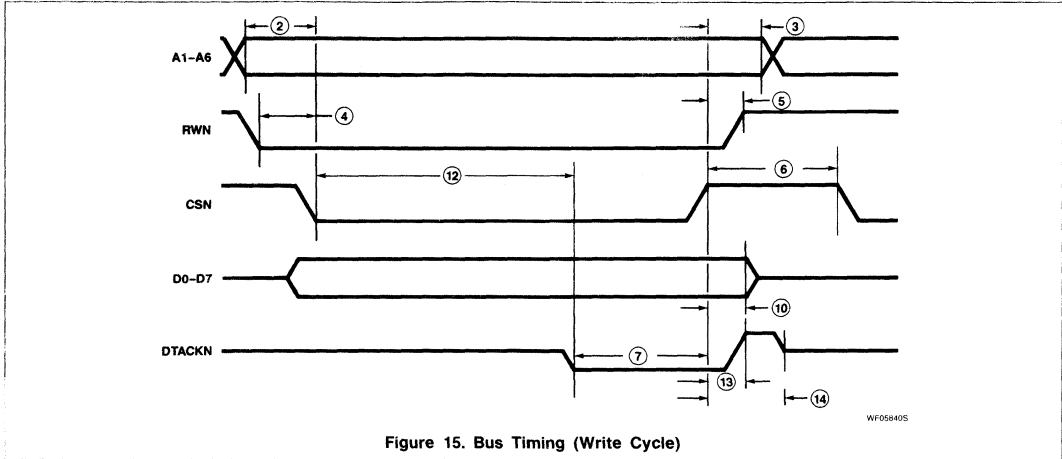 ② ③
A1–A6
⑤
④
RWN
⑥
⑫
CSN
D0–D7
⑩
⑦
DTACKN
⑬
⑭
WF05840S
Figure 15. Bus Timing (Write Cycle)